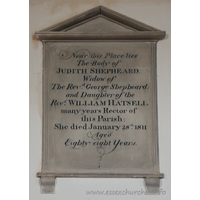 Near this Place lies
The Body of
JUDITH SHEPHEARD,
Widow of
The Revd. George Shepheard
and Daughter of the
Revd. WILLIAM HATSELL,
many years Rector of
this Parish.
She died January 28th. 1811
Aged
Eighty-eight Years.
www.essexchurches.info